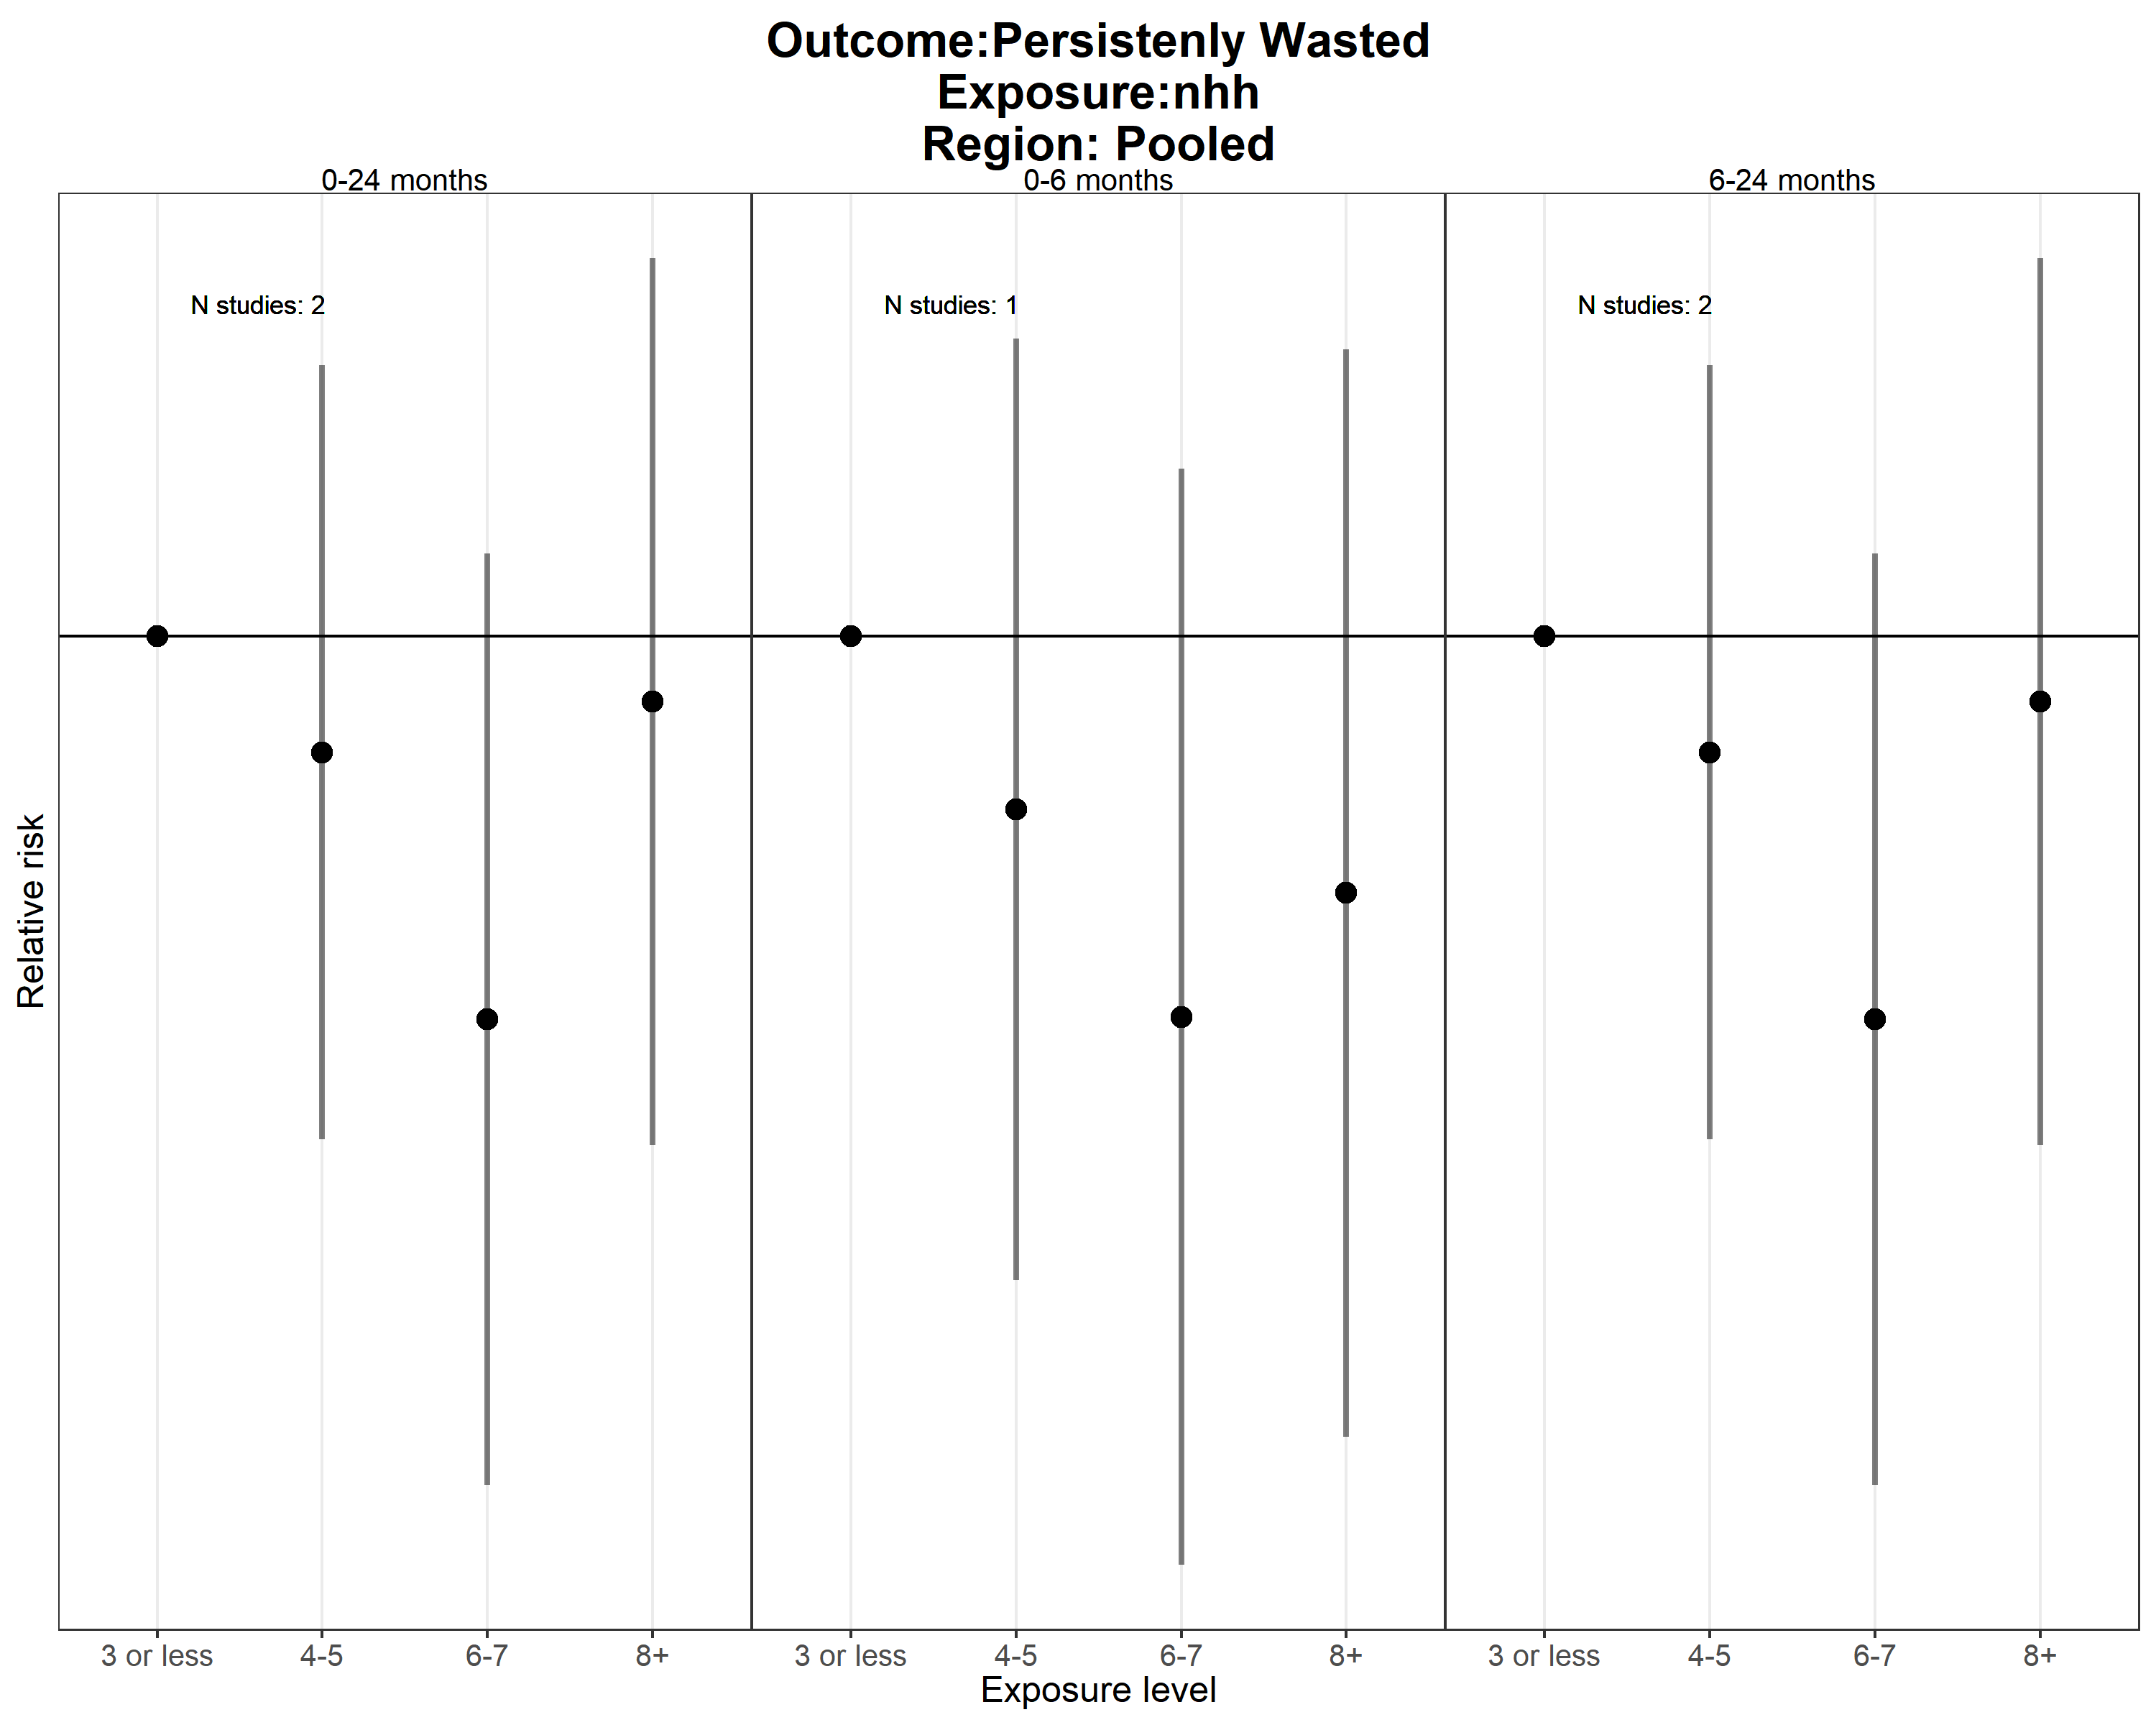 Outcome:Persistenly Wasted
Exposure:nhh
Region: Pooled
0-24 months
0-6 months
6-24 months
N studies: 2
N studies: 1
N studies: 2
Relative risk
3 or less
4-5
6-7
8+
3 or less
4-5
6-7
8+
3 or less
4-5
6-7
8+
Exposure level